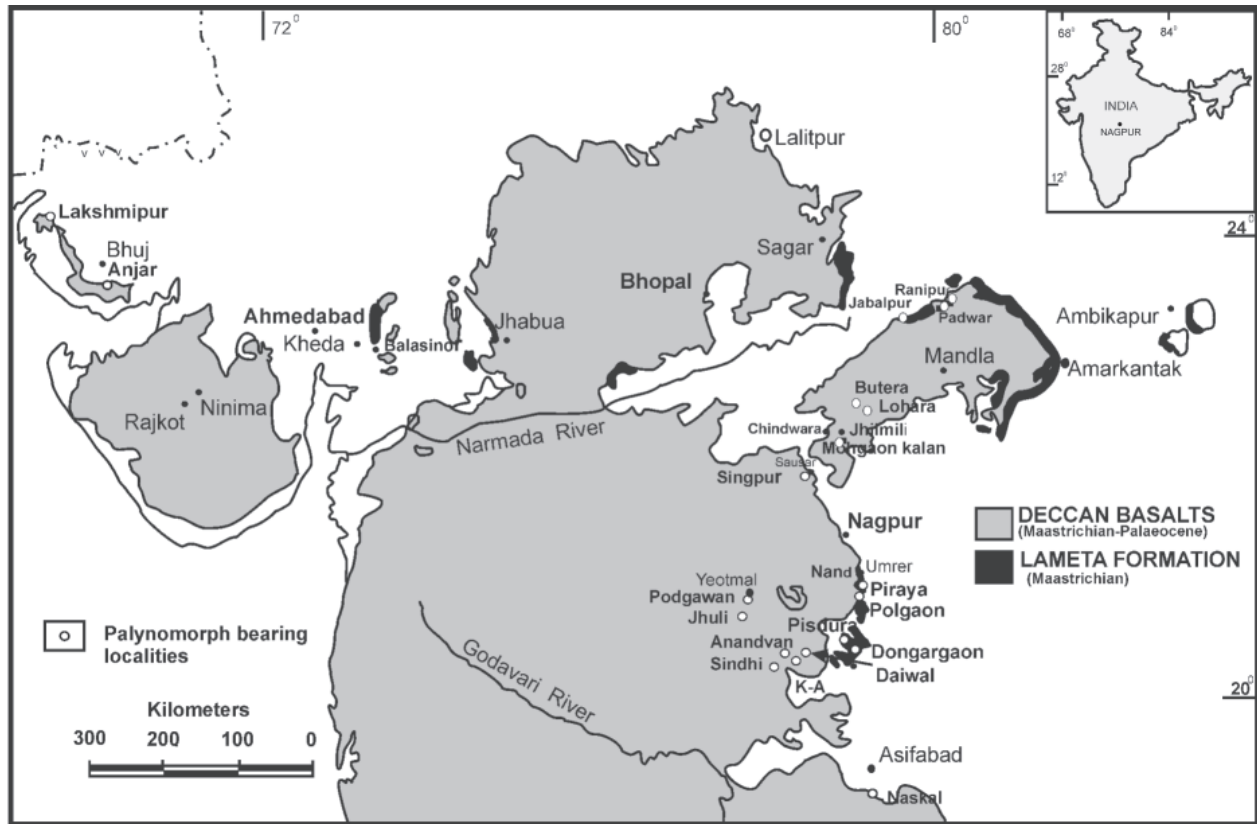 72°
80°
68°
84°
28°
INDIA
NAGPUR
12°
Lalitpur
Lakshmipur
Bhuj
Anjar
24°
Sagar
Bhopal
Ranipur
Jabalpur
Padwar
Ambikapur
Ahmedabad
Kheda
Balasinor
Jhabua
Mandla
Amarkantak
Butera
Lohara
Rajkot
Ninima
Narmada River
Chindwara
Jhilmili
Mohgaon kalan
Sausar
Singpur
DECCAN BASALTS
(Maastrichian-Palaeocene)
Nagpur
LAMETA FORMATION
(Maastrichian)
Nand
Umrer
Yeotmal
Piraya
Podgawan
Polgaon
Jhuli
Pisdura
Palynomorph bearing
localities
Anandvan
Dongargaon
Sindhi
Daiwal
Godavari River
K-A
20°
Kilometers
300 200 100 0
Asifabad
Naskal
v v v